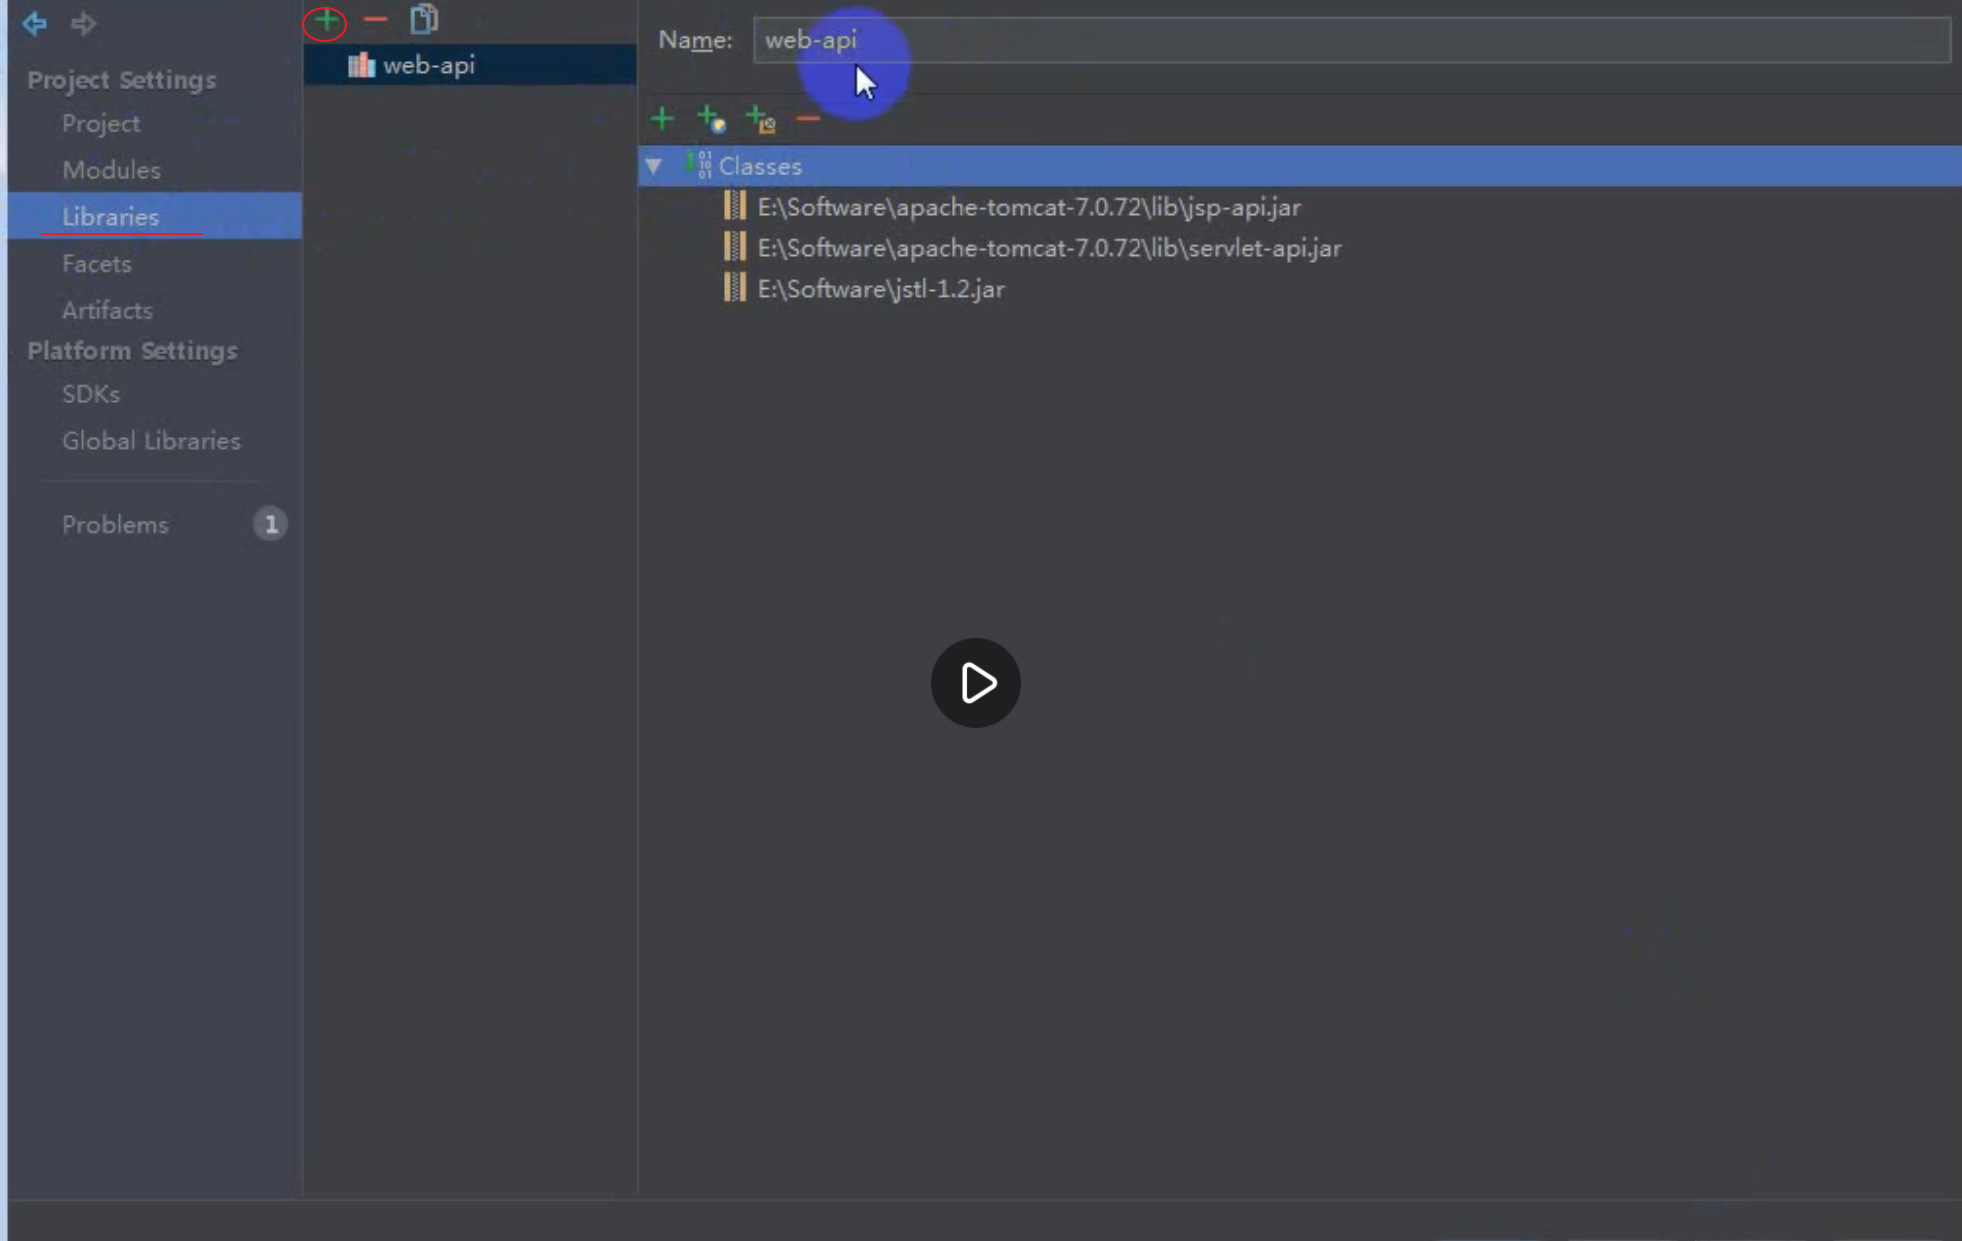 Project Settings
Project
Modules
Libraries
Facets
Artifacts
Platform Settings
SDKs
Global Libraries
Problems
1
web-api
Name: web-api
Classes
E:\Software\apache-tomcat-7.0.72\lib\jsp-api.jar
E:\Software\apache-tomcat-7.0.72\lib\servlet-api.jar
E:\Software\jstl-1.2.jar